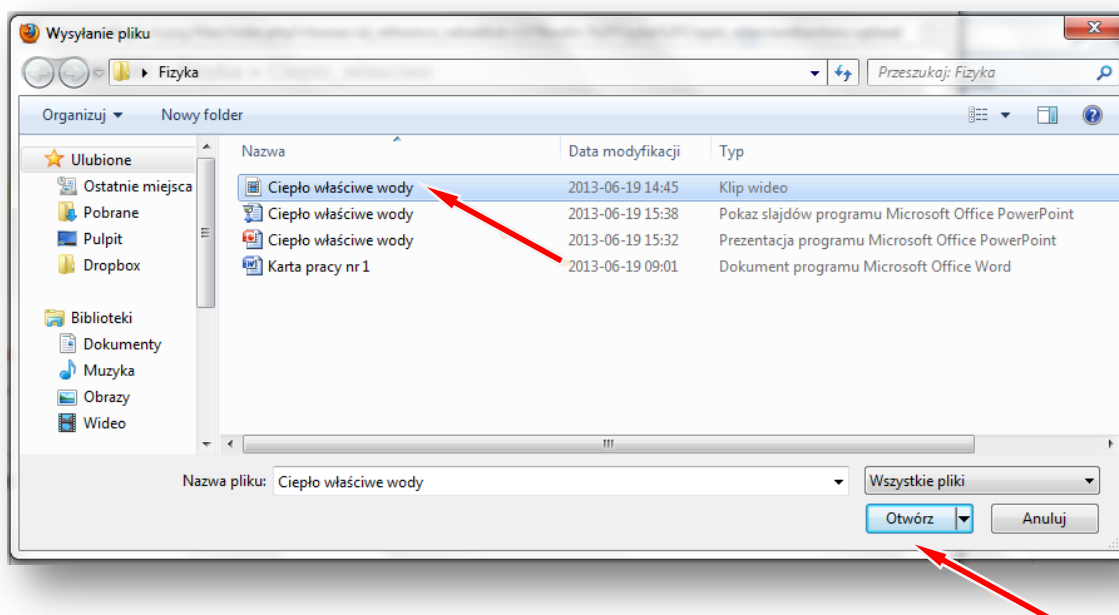 Wysyłanie pliku
Fizyka
Przeszukaj: Fizyka
Organizuj Nowy folder
Nazwa Data modyfikacji Typ
Ciepło właściwe wody 2013-06-19 14:45 Klip wideo
Ciepło właściwe wody 2013-06-19 15:38 Pokaz slajdów programu Microsoft Office PowerPoint
Ciepło właściwe wody 2013-06-19 15:32 Prezentacja programu Microsoft Office PowerPoint
Karta pracy nr 1 2013-06-19 09:01 Dokument programu Microsoft Office Word
Ulubione
Ostatnie miejsca
Pobrane
Pulpit
Dropbox
Biblioteki
Dokumenty
Muzyka
Obrazy
Wideo
Nazwa pliku: Ciepło właściwe wody
Wszystkie pliki
Otwórz
Anuluj